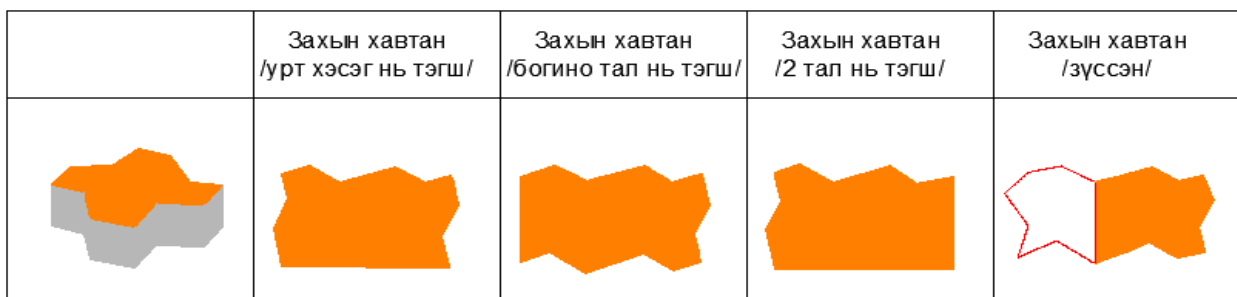 Захын хавтан
/урт хэсэг нь тэгш/
Захын хавтан
/богино тал нь тэгш/
Захын хавтан
/2 тал нь тэгш/
Захын хавтан
/зүссэн/